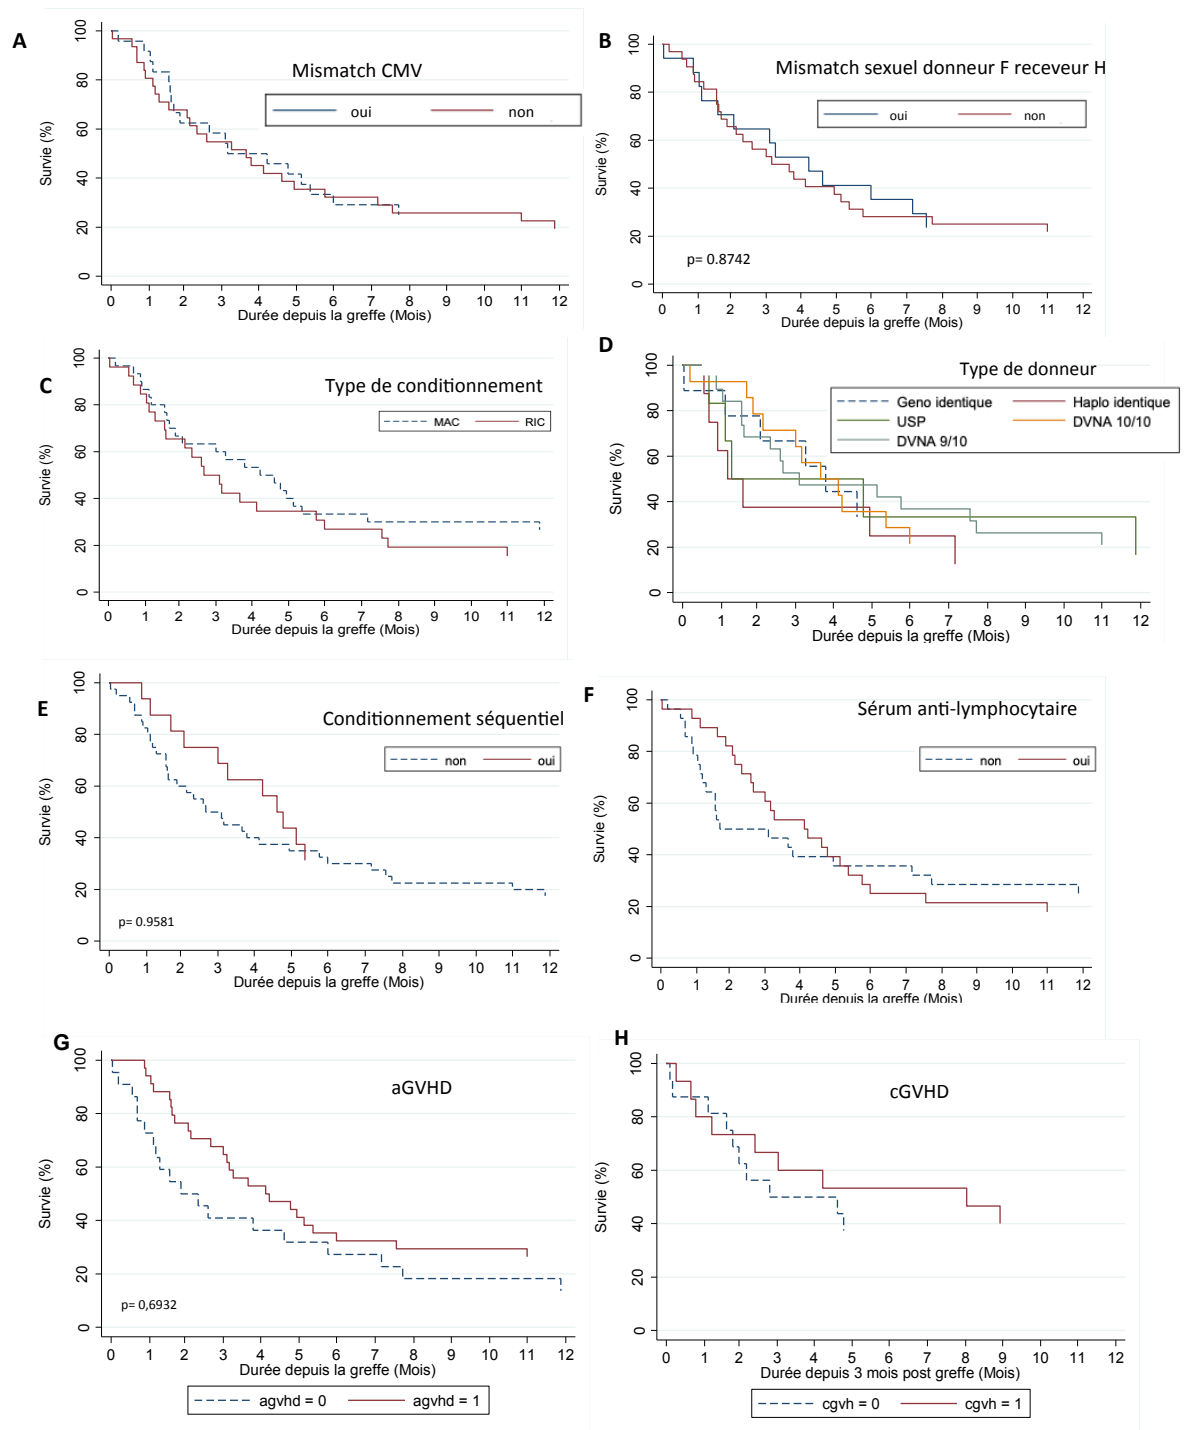 A
Mismatch CMV
oui non
Survie (%)
100
80
60
40
20
0
0 1 2 3 4 5 6 7 8 9 10 11 12
Durée depuis la greffe (Mois)
B
Mismatch sexuel donneur F receveur H
oui non
Survie (%)
100
80
60
40
20
0
p= 0.8742
0 1 2 3 4 5 6 7 8 9 10 11 12
Durée depuis la greffe (Mois)
C
Type de conditionnement
MAC RIC
Survie (%)
100
80
60
40
20
0
0 1 2 3 4 5 6 7 8 9 10 11 12
Durée depuis la greffe (Mois)
D
Type de donneur
Geno identique Haplo identique
USP DVNA 10/10
DVNA 9/10
Survie (%)
100
80
60
40
20
0
0 1 2 3 4 5 6 7 8 9 10 11 12
Durée depuis la greffe (Mois)
E
Conditionnement séquentiel
non oui
Survie (%)
100
80
60
40
20
0
p= 0.9581
0 1 2 3 4 5 6 7 8 9 10 11 12
Durée depuis la greffe (Mois)
F
Sérum anti-lymphocytaire
non oui
Survie (%)
100
80
60
40
20
0
0 1 2 3 4 5 6 7 8 9 10 11 12
Durée depuis la greffe (Mois)
G
aGVHD
Survie (%)
100
80
60
40
20
0
p= 0,6932
0 1 2 3 4 5 6 7 8 9 10 11 12
Durée depuis la greffe (Mois)
agvhd = 0 agvhd = 1
H
cGVHD
Survie (%)
100
80
60
40
20
0
0 1 2 3 4 5 6 7 8 9 10 11 12
Durée depuis 3 mois post greffe (Mois)
cgvh = 0 cgvh = 1